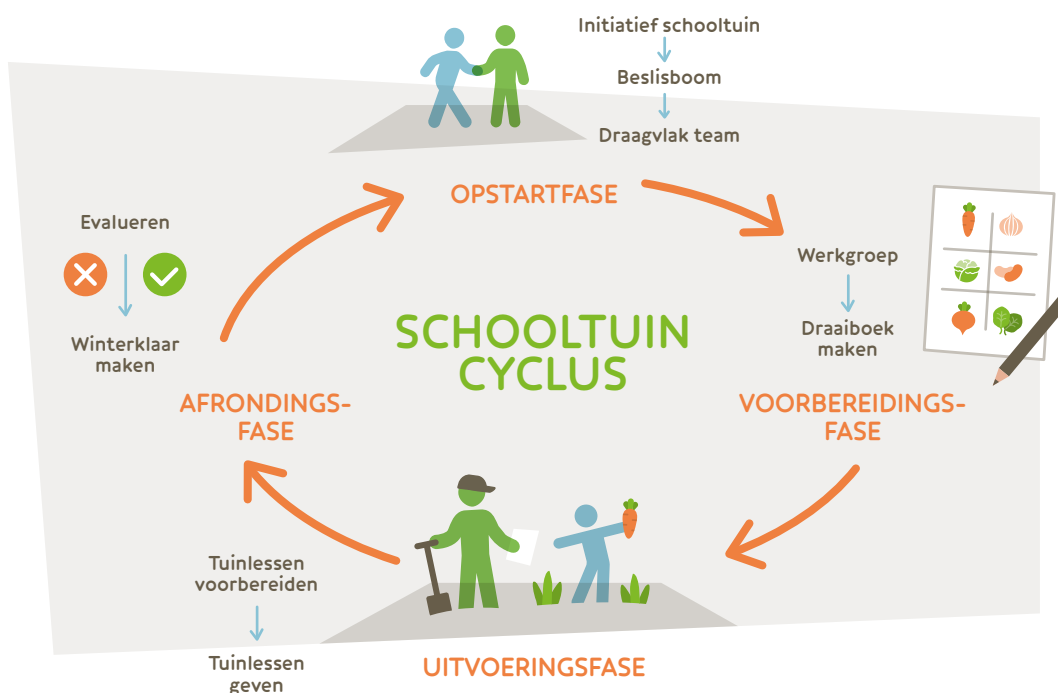 Initiatief schooltuin
Beslisboom
Draagvlak team
OPSTARTFASE
Werkgroep
Draaiboek
maken
VOORBEREIDINGS-
FASE
SCHOOLTUIN
CYCLUS
UITVOERINGSFASE
Tuinlessen
voorbereiden
Tuinlessen
geven
AFRONDINGS-
FASE
Evalueren
Winterklaar
maken